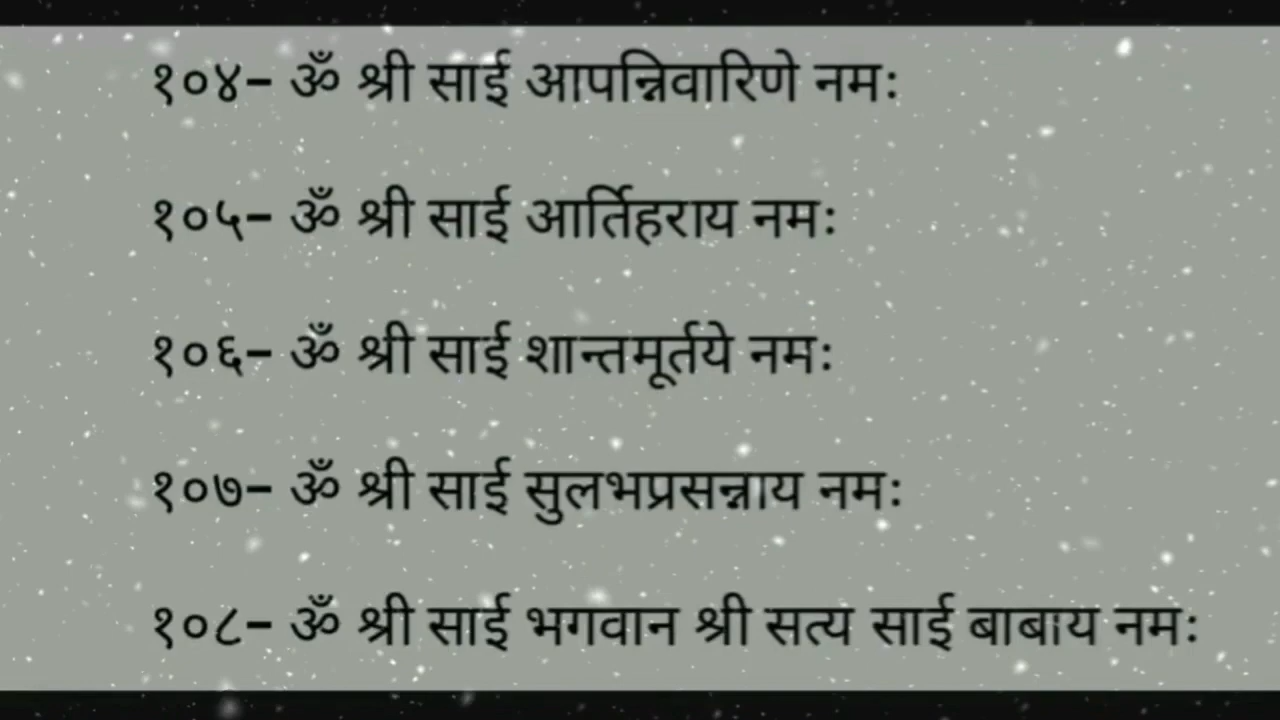 १०४– ॐ श्री साई आपन्निवारिणे नमः
१०५– ॐ श्री साई आर्तिहराय नमः
१०६– ॐ श्री साई शान्तमूर्तये नमः
१०७– ॐ श्री साई सुलभप्रसन्नाय नमः
१०८– ॐ श्री साई भगवान श्री सत्य साई बाबाय नमः